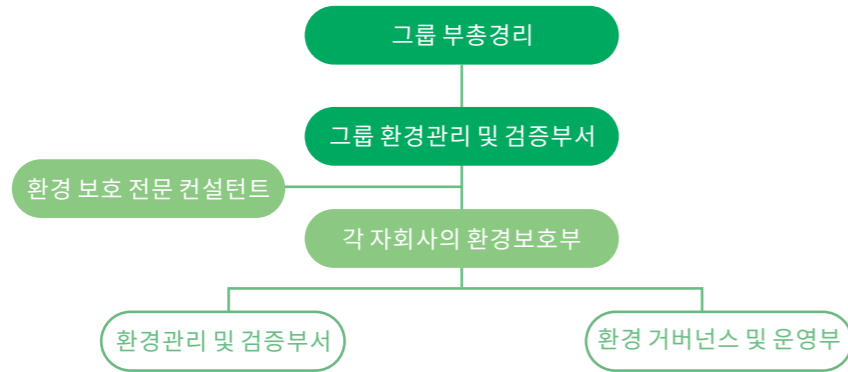 그룹 부총경리
그룹 환경관리 및 검증부서
환경 보호 전문 컨설턴트
각 자회사의 환경보호부
환경관리 및 검증부서
환경 거버넌스 및 운영부